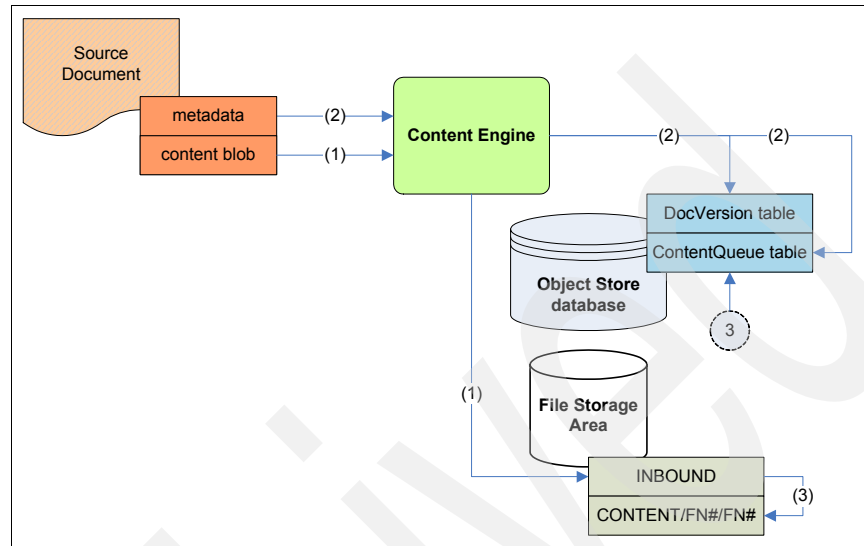 Source
Document
metadata
content blob
(2)
(1)
Content Engine
(2)
(2)
DocVersion table
ContentQueue table
Object Store
database
3
(1)
File Storage
Area
INBOUND
CONTENT/FN#/FN#
(3)